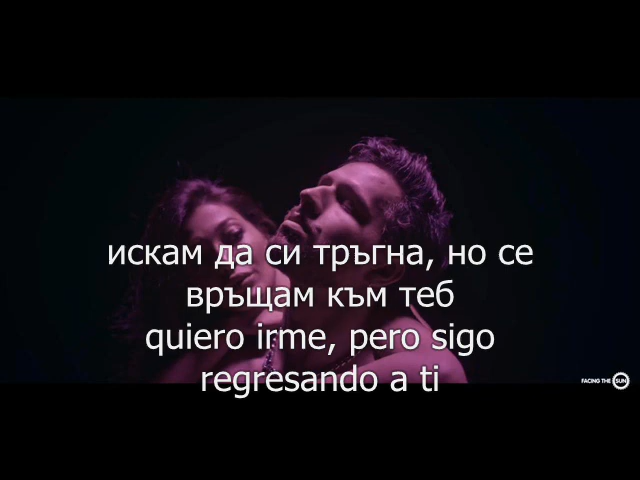 искам да си тръгна, но се
връщам към теб
quiero irme, pero sigo
regresando a ti
FACING THE SUN